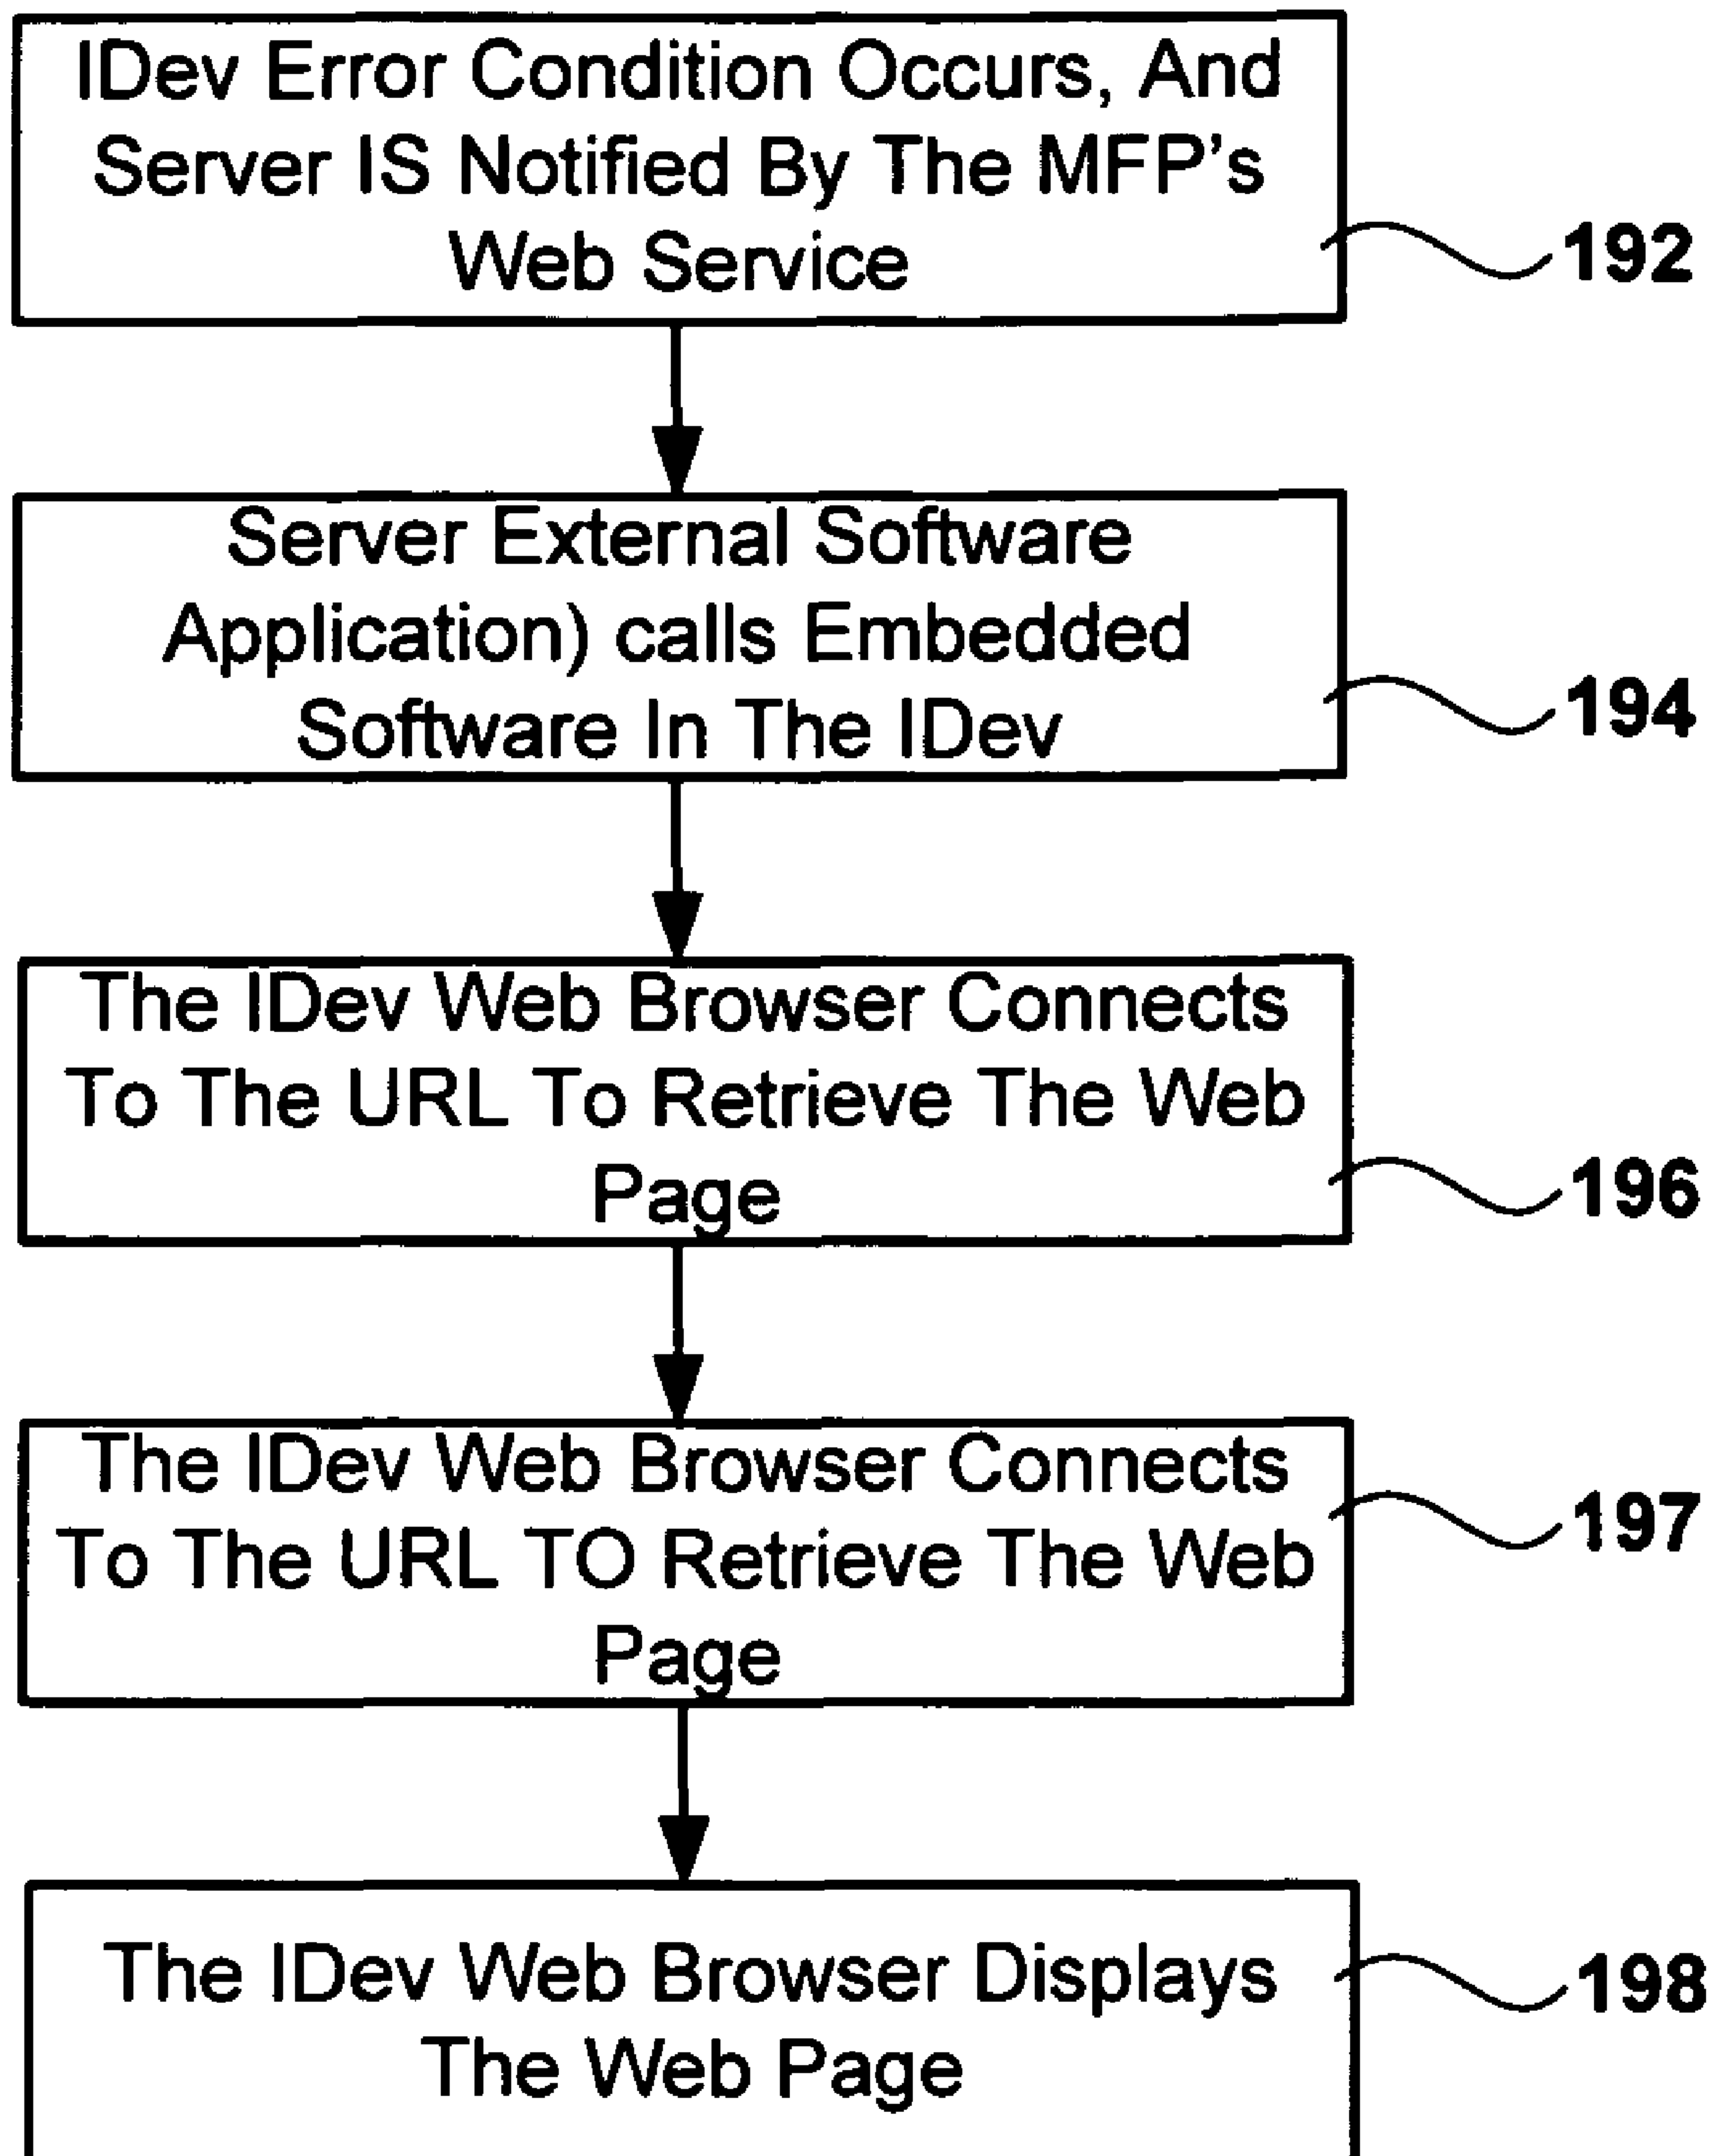 IDev Error Condition Occurs, And
Server IS Notified By The MFP's
Web Service
192
Server External Software
Application) calls Embedded
Software In The IDev
194
The IDev Web Browser Connects
To The URL To Retrieve The Web
Page
196
The IDev Web Browser Connects
To The URL TO Retrieve The Web
Page
197
The IDev Web Browser Displays
The Web Page
198